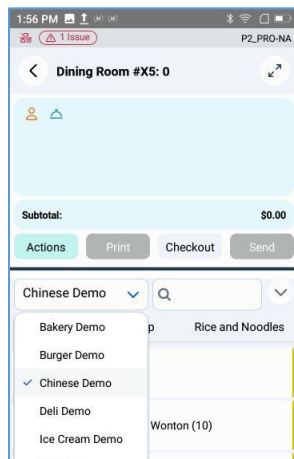 1:56 PM
1 Issue
P2_PRO-NA
Dining Room #X5: 0
Subtotal: $0.00
Actions Print Checkout Send
Chinese Demo
p Rice and Noodles
Bakery Demo
Burger Demo
Chinese Demo
Deli Demo
Wonton (10)
Ice Cream Demo